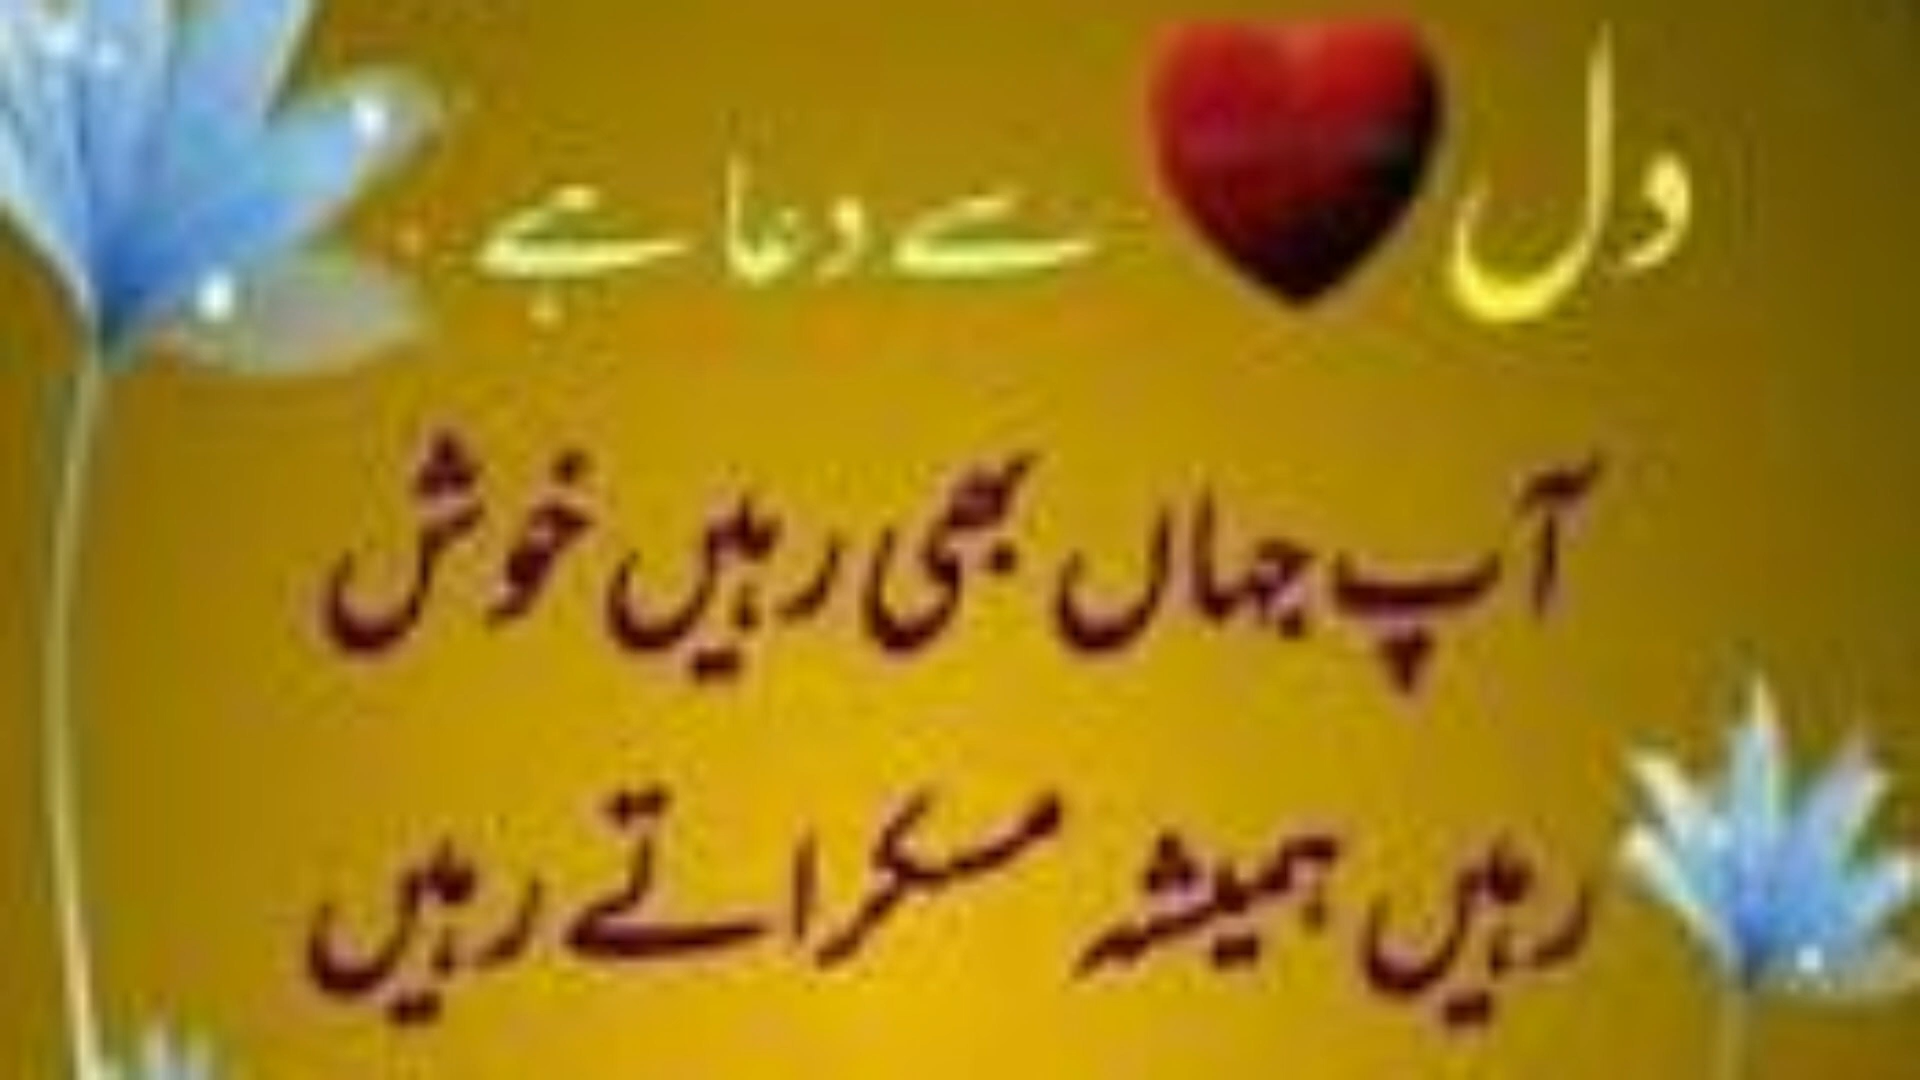 دل سے دعا ہے
آپ جہاں بھی رہیں خوش
رہیں ہمیشہ مسکراتے رہیں